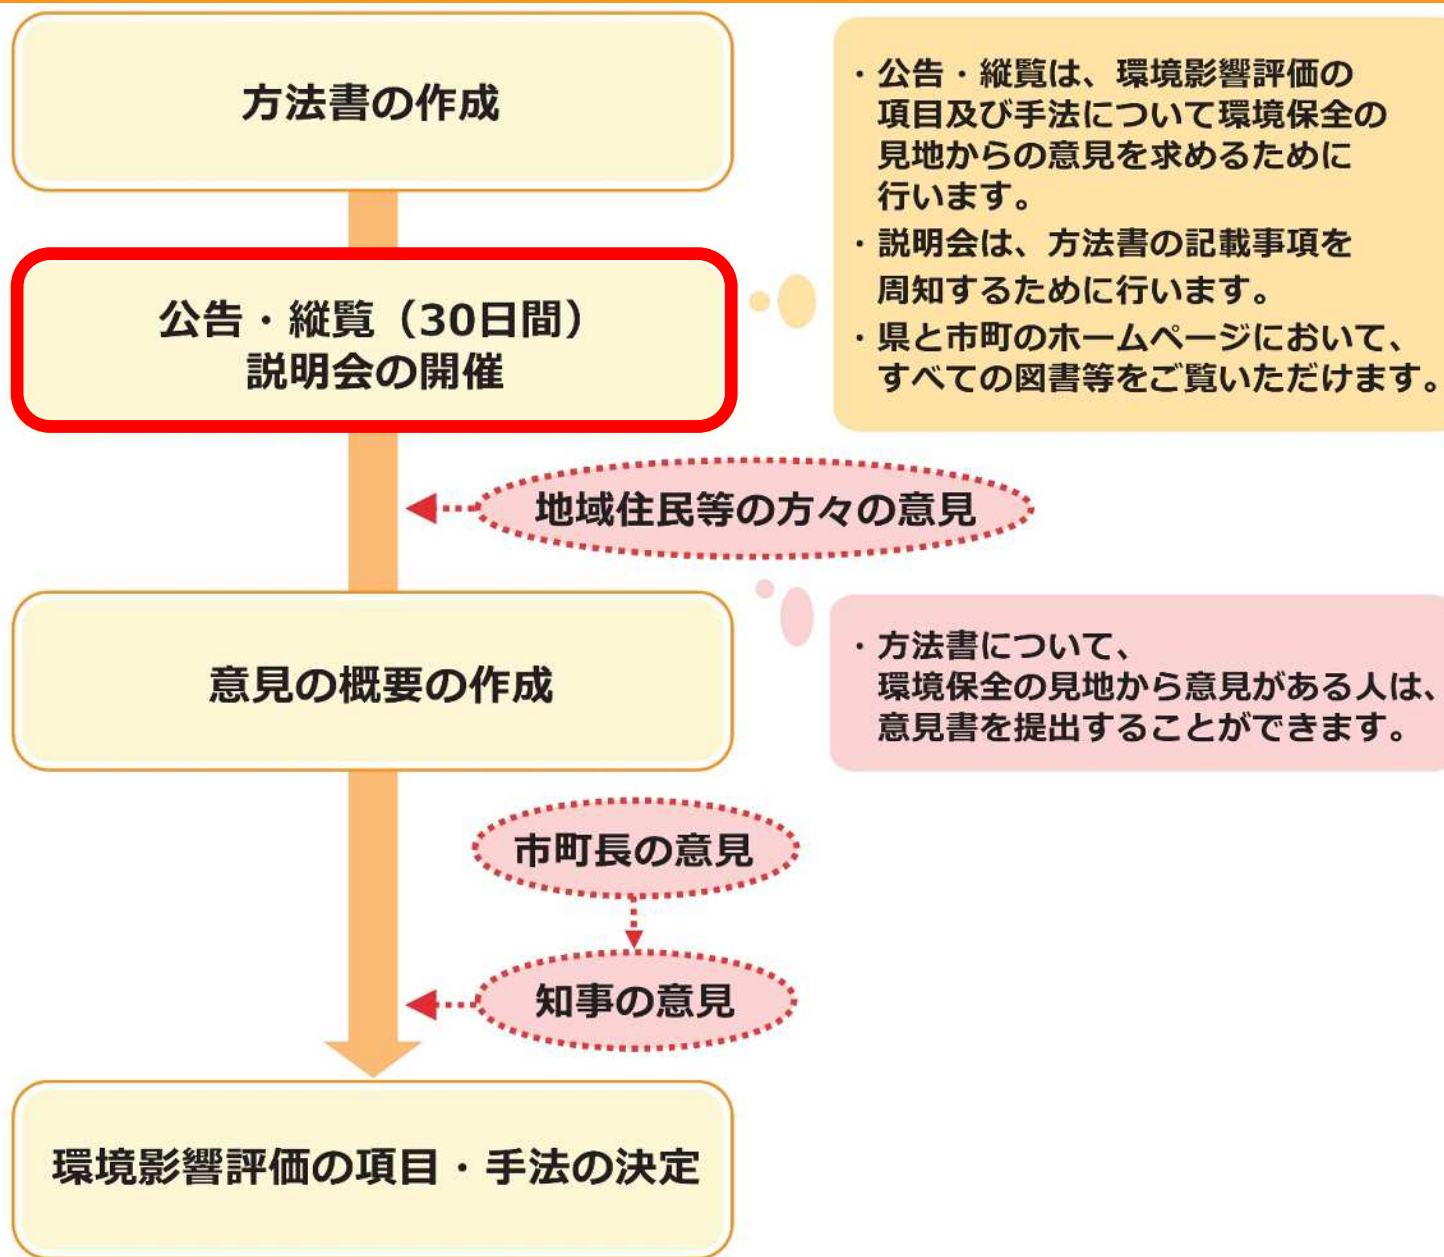 方法書の作成
・公告・縦覧は、環境影響評価の
項目及び手法について環境保全の
見地からの意見を求めるために
行います。
・説明会は、方法書の記載事項を
周知するために行います。
・県と市町のホームページにおいて、
すべての図書等をご覧いただけます。
公告・縦覧（30日間）
説明会の開催
地域住民等の方々の意見
・方法書について、
環境保全の見地から意見がある人は、
意見書を提出することができます。
意見の概要の作成
市町長の意見
知事の意見
環境影響評価の項目・手法の決定